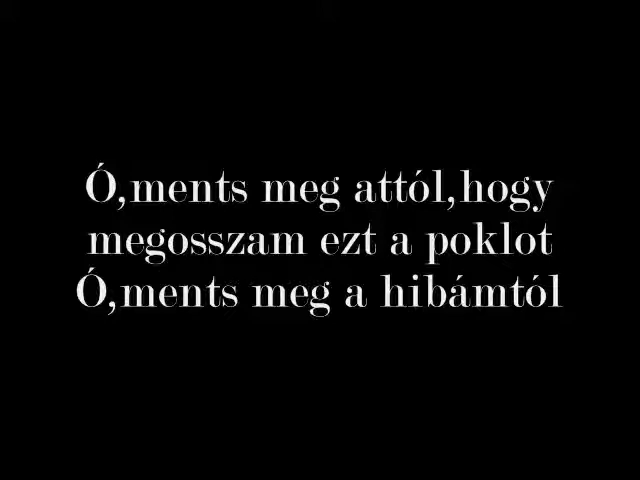 Ó,ments meg attól,hogy
megosszam ezt a poklot
Ó,ments meg a hibámtól